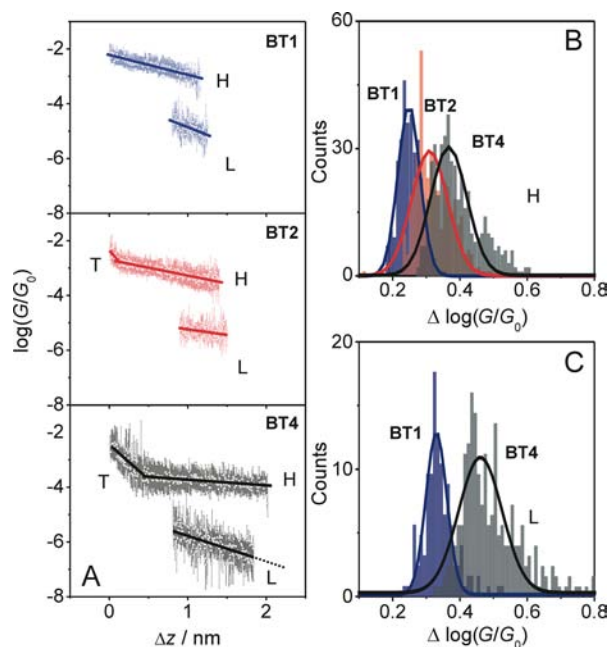 BT1
-2
H
-4
L
-6
-8
BT2
-2
T
H
-4
L
-6
-8
BT4
-2
T
H
-4
-6
A
L
-8
0 1 2
Δz / nm
log(G/G₀)
B
60
BT1
BT2
BT4
30
H
Counts
0
0.2 0.4 0.6 0.8
Δ log(G/G₀)
C
20
BT1
BT4
10
L
Counts
0
0.2 0.4 0.6 0.8
Δ log(G/G₀)